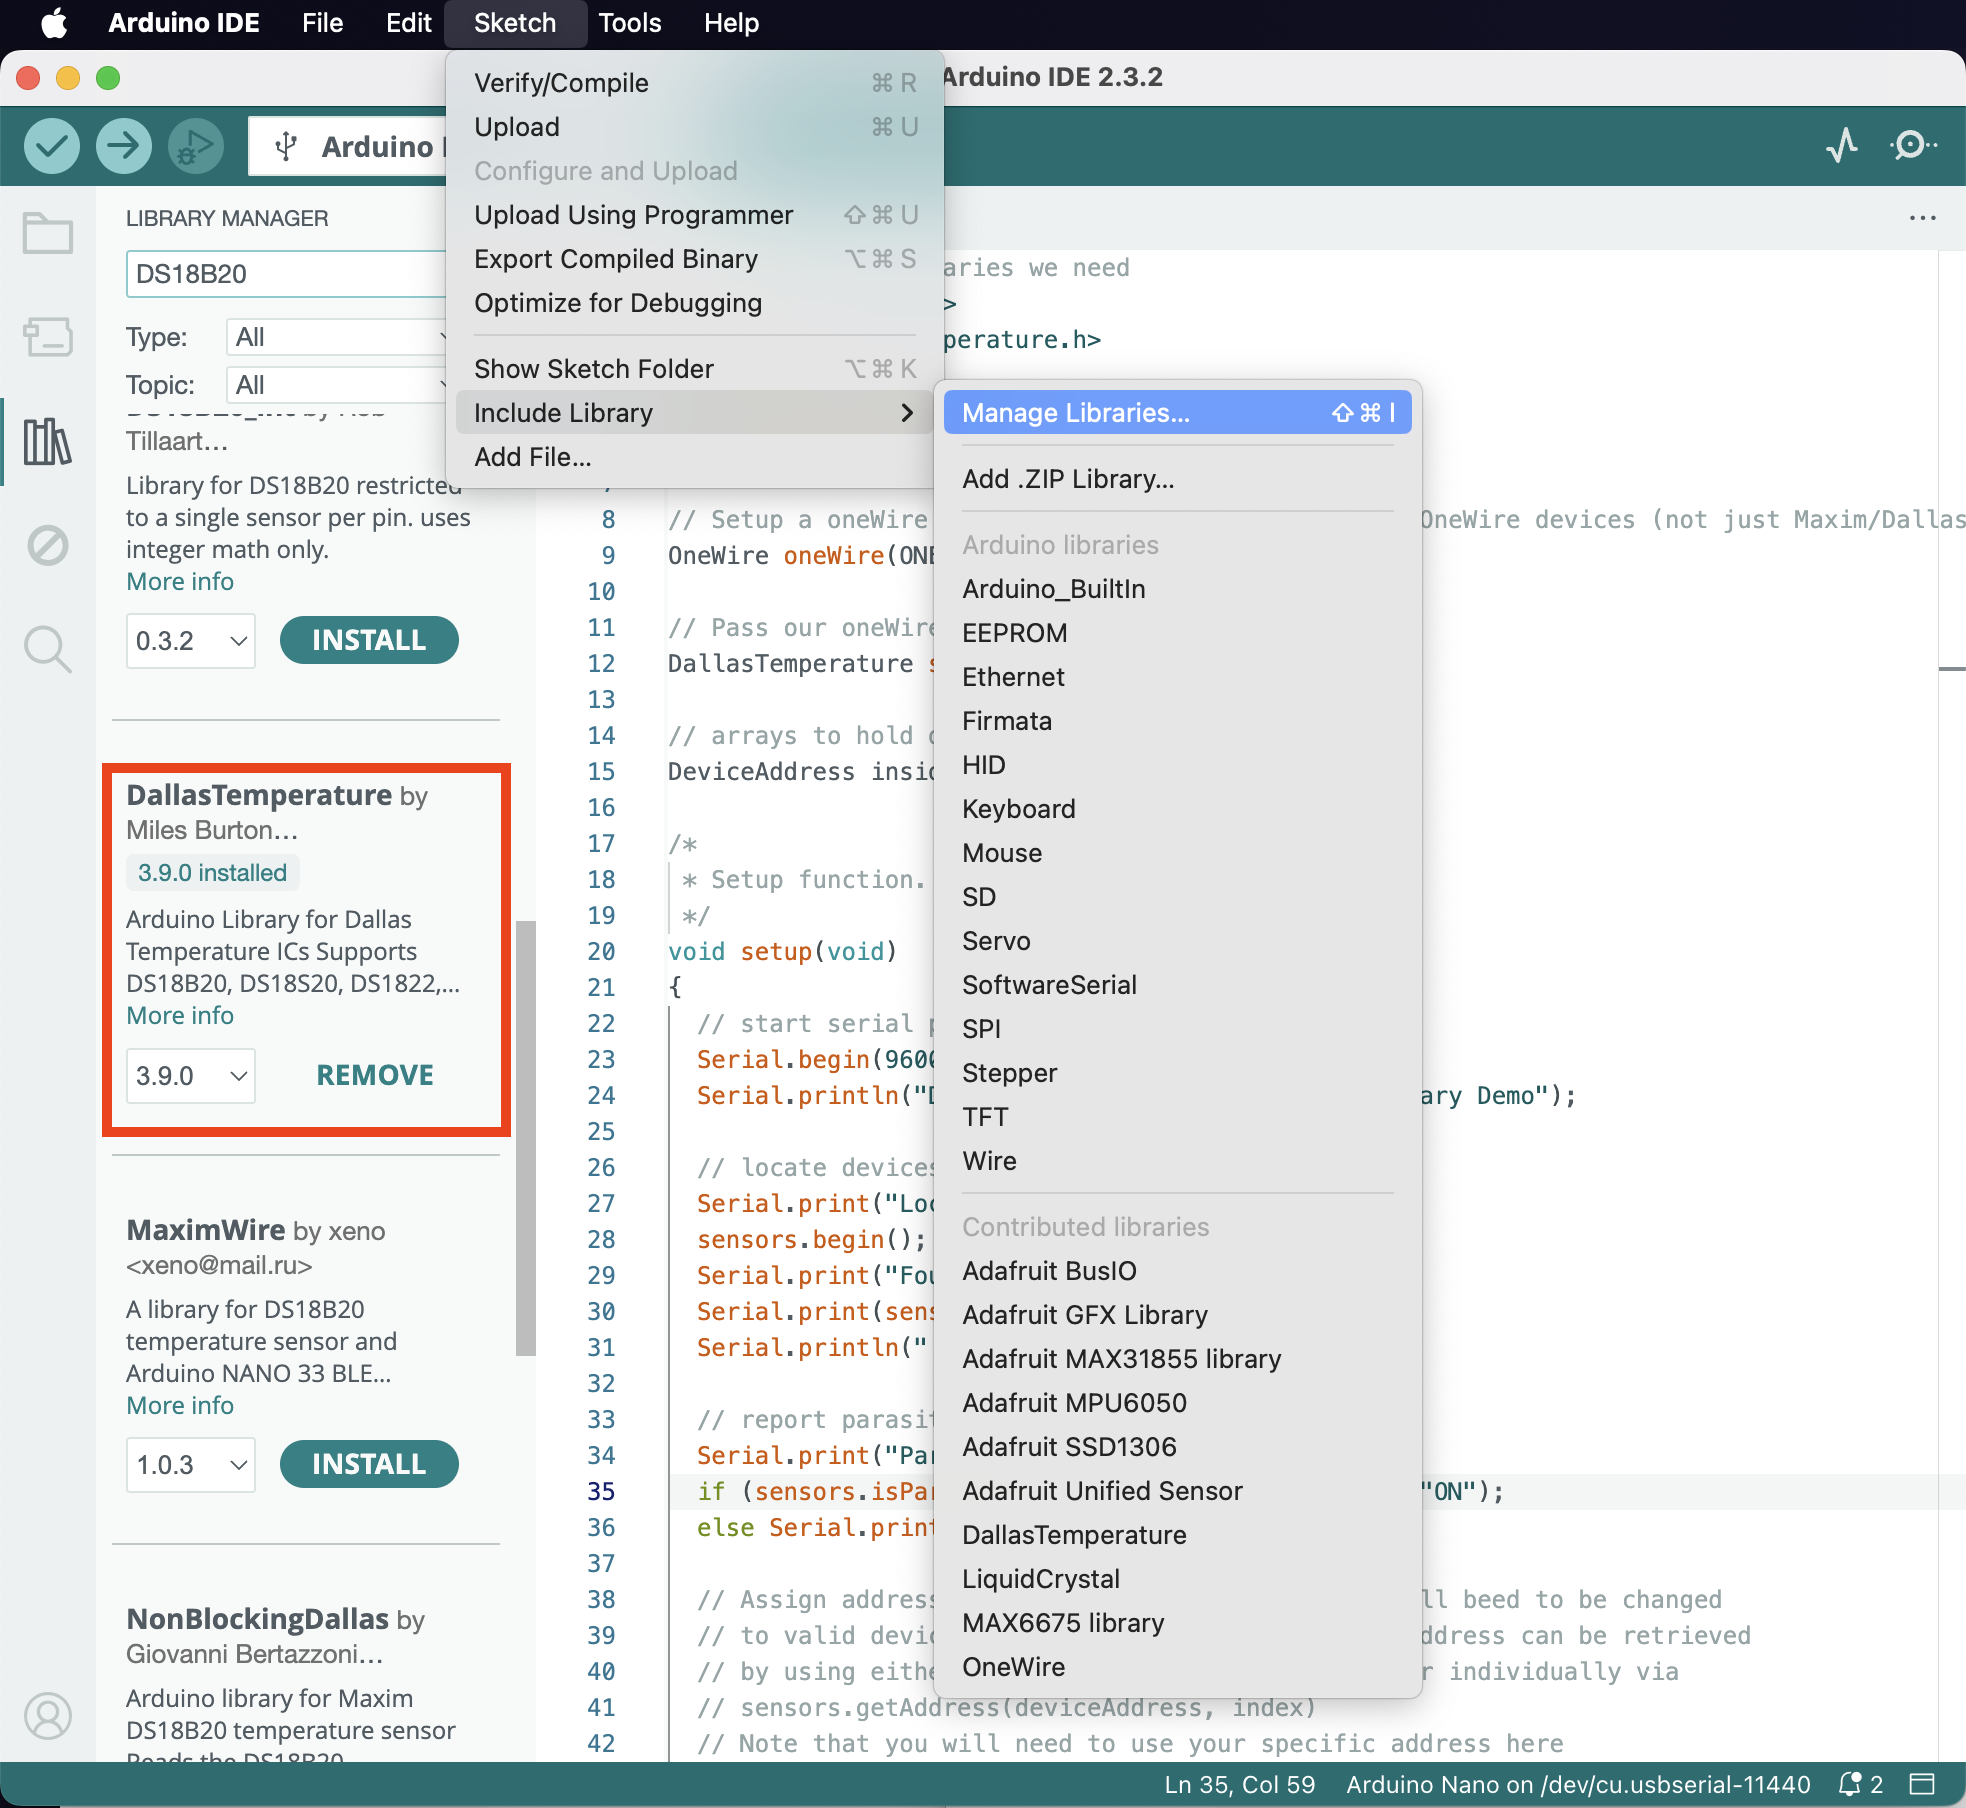 Arduino IDE File Edit Sketch Tools Help
Arduino IDE 2.3.2
Arduino
LIBRARY MANAGER
DS18B20
Type: All
Topic: All
Tillaart…
Library for DS18B20 restricted
to a single sensor per pin. uses
integer math only.
More info
0.3.2 INSTALL
DallasTemperature by
Miles Burton…
3.9.0 installed
Arduino Library for Dallas
Temperature ICs Supports
DS18B20, DS18S20, DS1822,...
More info
3.9.0 REMOVE
MaximWire by xeno
<xeno@mail.ru>
A library for DS18B20
temperature sensor and
Arduino NANO 33 BLE...
More info
1.0.3 INSTALL
NonBlockingDallas by
Giovanni Bertazzoni…
Arduino library for Maxim
DS18B20 temperature sensor
Reads the DS18B20
Verify/Compile ⌘ R
Upload ⌘ U
Configure and Upload
Upload Using Programmer ⇧ ⌘ U
Export Compiled Binary ⌥ ⌘ S
Optimize for Debugging
Show Sketch Folder ⌥ ⌘ K
Include Library
Add File...
Manage Libraries... ⇧ ⌘ I
Add .ZIP Library...
Arduino libraries
Arduino_BuiltIn
EEPROM
Ethernet
Firmata
HID
Keyboard
Mouse
SD
Servo
SoftwareSerial
SPI
Stepper
TFT
Wire
Contributed libraries
Adafruit BusIO
Adafruit GFX Library
Adafruit MAX31855 library
Adafruit MPU6050
Adafruit SSD1306
Adafruit Unified Sensor
DallasTemperature
LiquidCrystal
MAX6675 library
OneWire
aries we need
>
perature.h>
8 // Setup a oneWire OneWire devices (not just Maxim/Dallas
9 OneWire oneWire(ONE
10
11 // Pass our oneWire
12 DallasTemperature s
13
14 // arrays to hold
15 DeviceAddress insid
16
17 /*
18 * Setup function.
19 */
20 void setup(void)
21 {
22 // start serial p
23 Serial.begin(9600
24 Serial.println("D ary Demo");
25
26 // locate devices
27 Serial.print("Loc
28 sensors.begin();
29 Serial.print("Fou
30 Serial.print(sens
31 Serial.println("
32
33 // report parasit
34 Serial.print("Par
35 if (sensors.isPar "ON");
36 else Serial.print
37
38 // Assign address ll beed to be changed
39 // to valid devic ddress can be retrieved
40 // by using eithe r individually via
41 // sensors.getAddress(deviceAddress, index)
42 // Note that you will need to use your specific address here
Ln 35, Col 59 Arduino Nano on /dev/cu.usbserial-11440 2